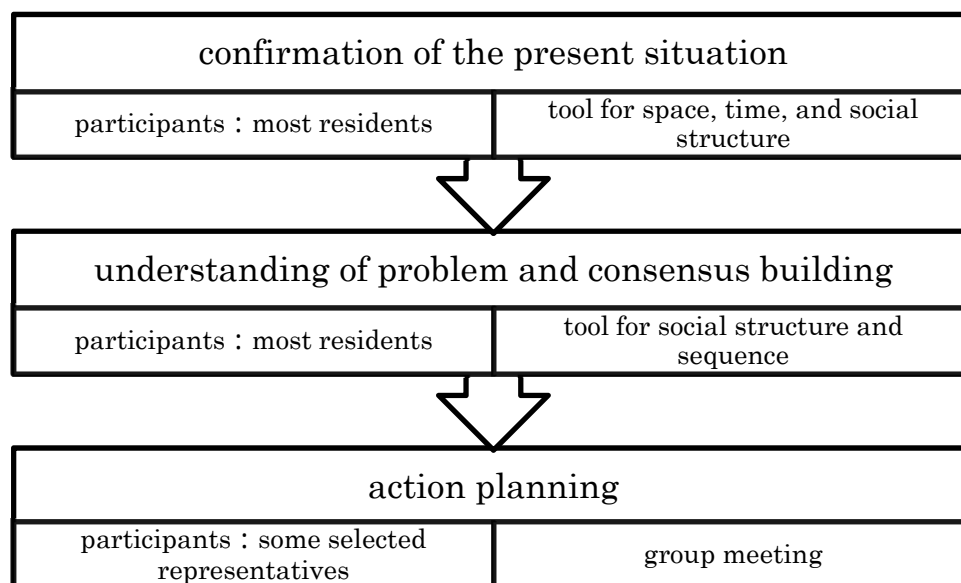 confirmation of the present situation
participants：most residents
tool for space, time, and social
structure
understanding of problem and consensus building
participants：most residents
tool for social structure and
sequence
action planning
participants：some selected
representatives
group meeting